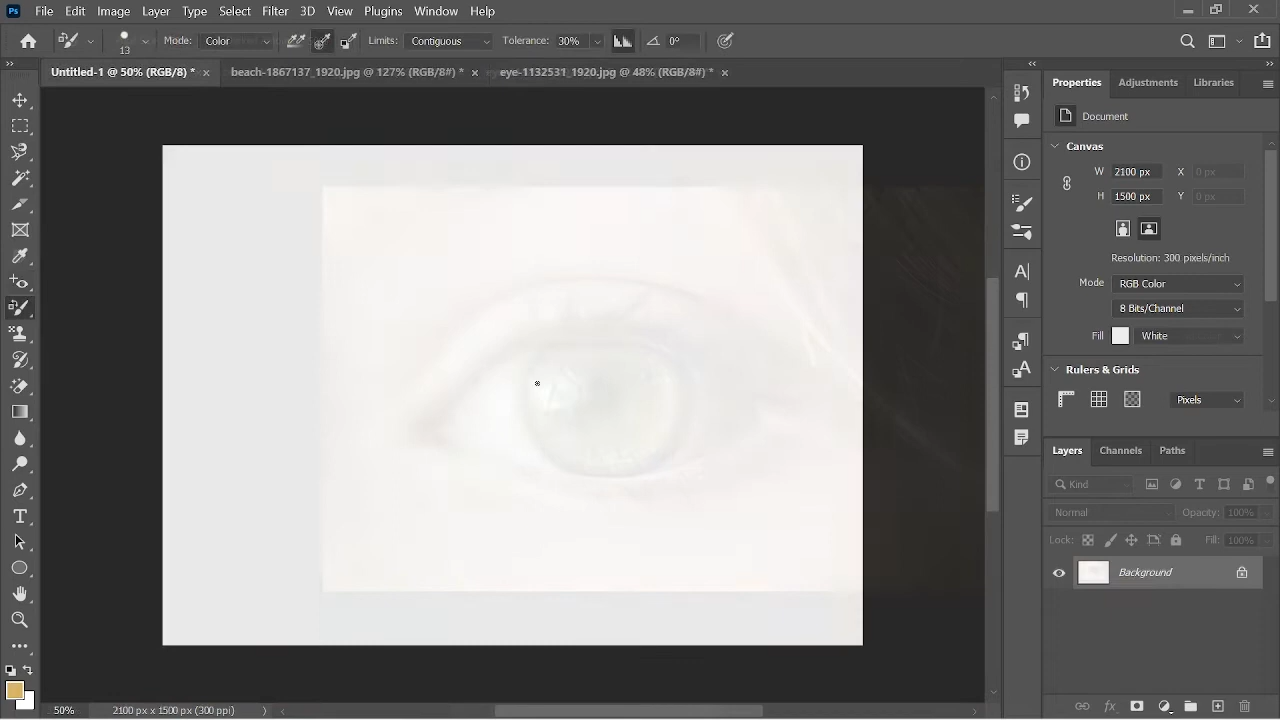 Ps File Edit Image Layer Type Select Filter 3D View Plugins Window Help
13 Mode: Color Limits: Contiguous Tolerance: 30% 0°
Untitled-1 @ 50% (RGB/8) * × beach-1867137_1920.jpg @ 127% (RGB/8#) * × eye-1132531_1920.jpg @ 48% (RGB/8#) * ×
Properties Adjustments Libraries
Document
Canvas
W 2100 px X 0 px
H 1500 px Y 0 px
Resolution: 300 pixels/inch
Mode RGB Color
8 Bits/Channel
Fill White
Rulers & Grids
Pixels
Layers Channels Paths
Kind
Normal Opacity: 100%
Lock: Fill: 100%
Background
50% 2100 px x 1500 px (300 ppi)